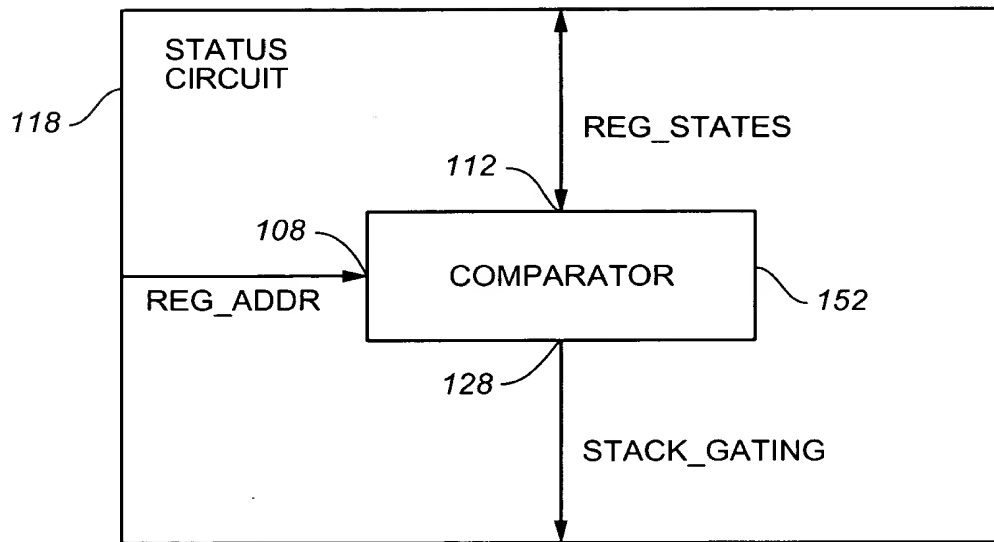 STATUS
CIRCUIT
118
REG_STATES
112
108
COMPARATOR
REG_ADDR
152
128
STACK_GATING